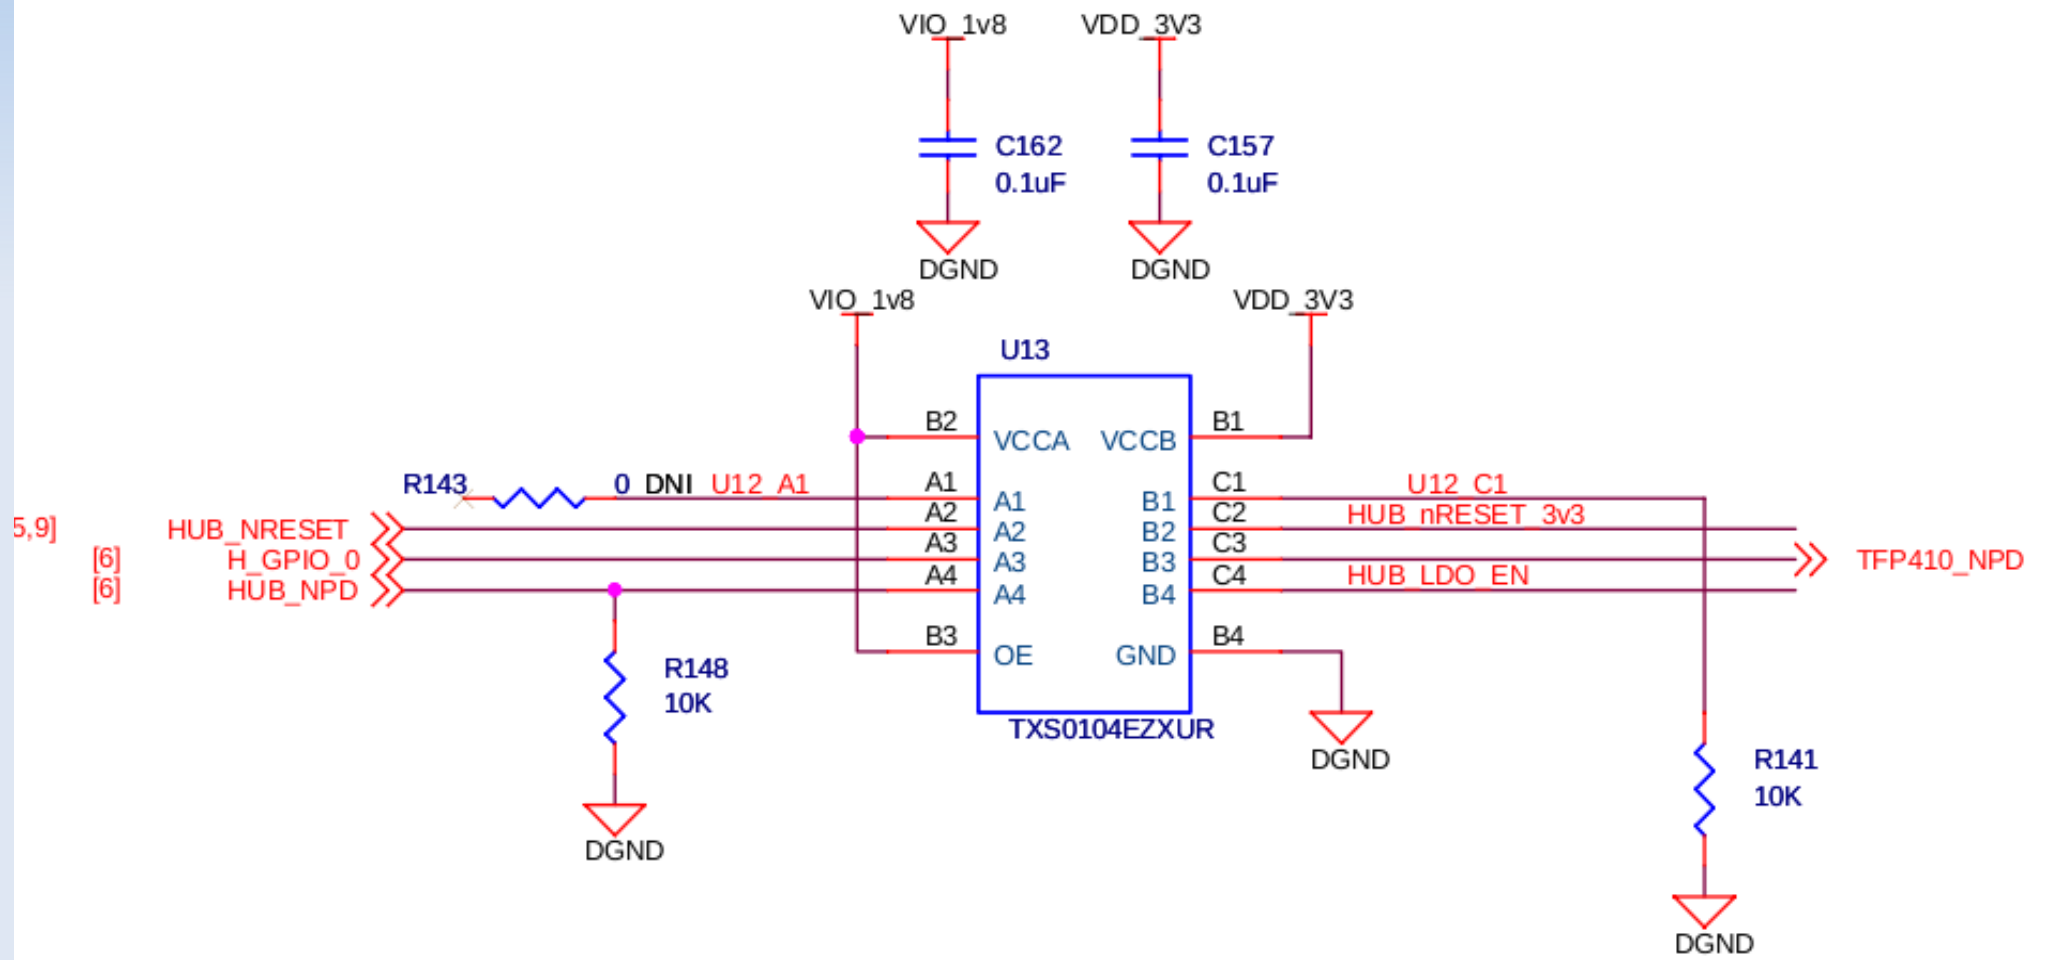 VIO_1v8 VDD_3V3
C162 C157
0.1uF 0.1uF
DGND DGND
VIO_1v8 VDD_3V3
U13
B2 VCCA VCCB B1
R143 0 DNI U12_A1 A1 A1 B1 C1 U12_C1
5,9] HUB_NRESET A2 A2 B2 C2 HUB_nRESET_3v3
[6] H_GPIO_0 A3 A3 B3 C3 TFP410_NPD
[6] HUB_NPD A4 A4 B4 C4 HUB_LDO_EN
B3 OE GND B4
R148
10K
TXS0104EZXUR
DGND
R141
10K
DGND
DGND